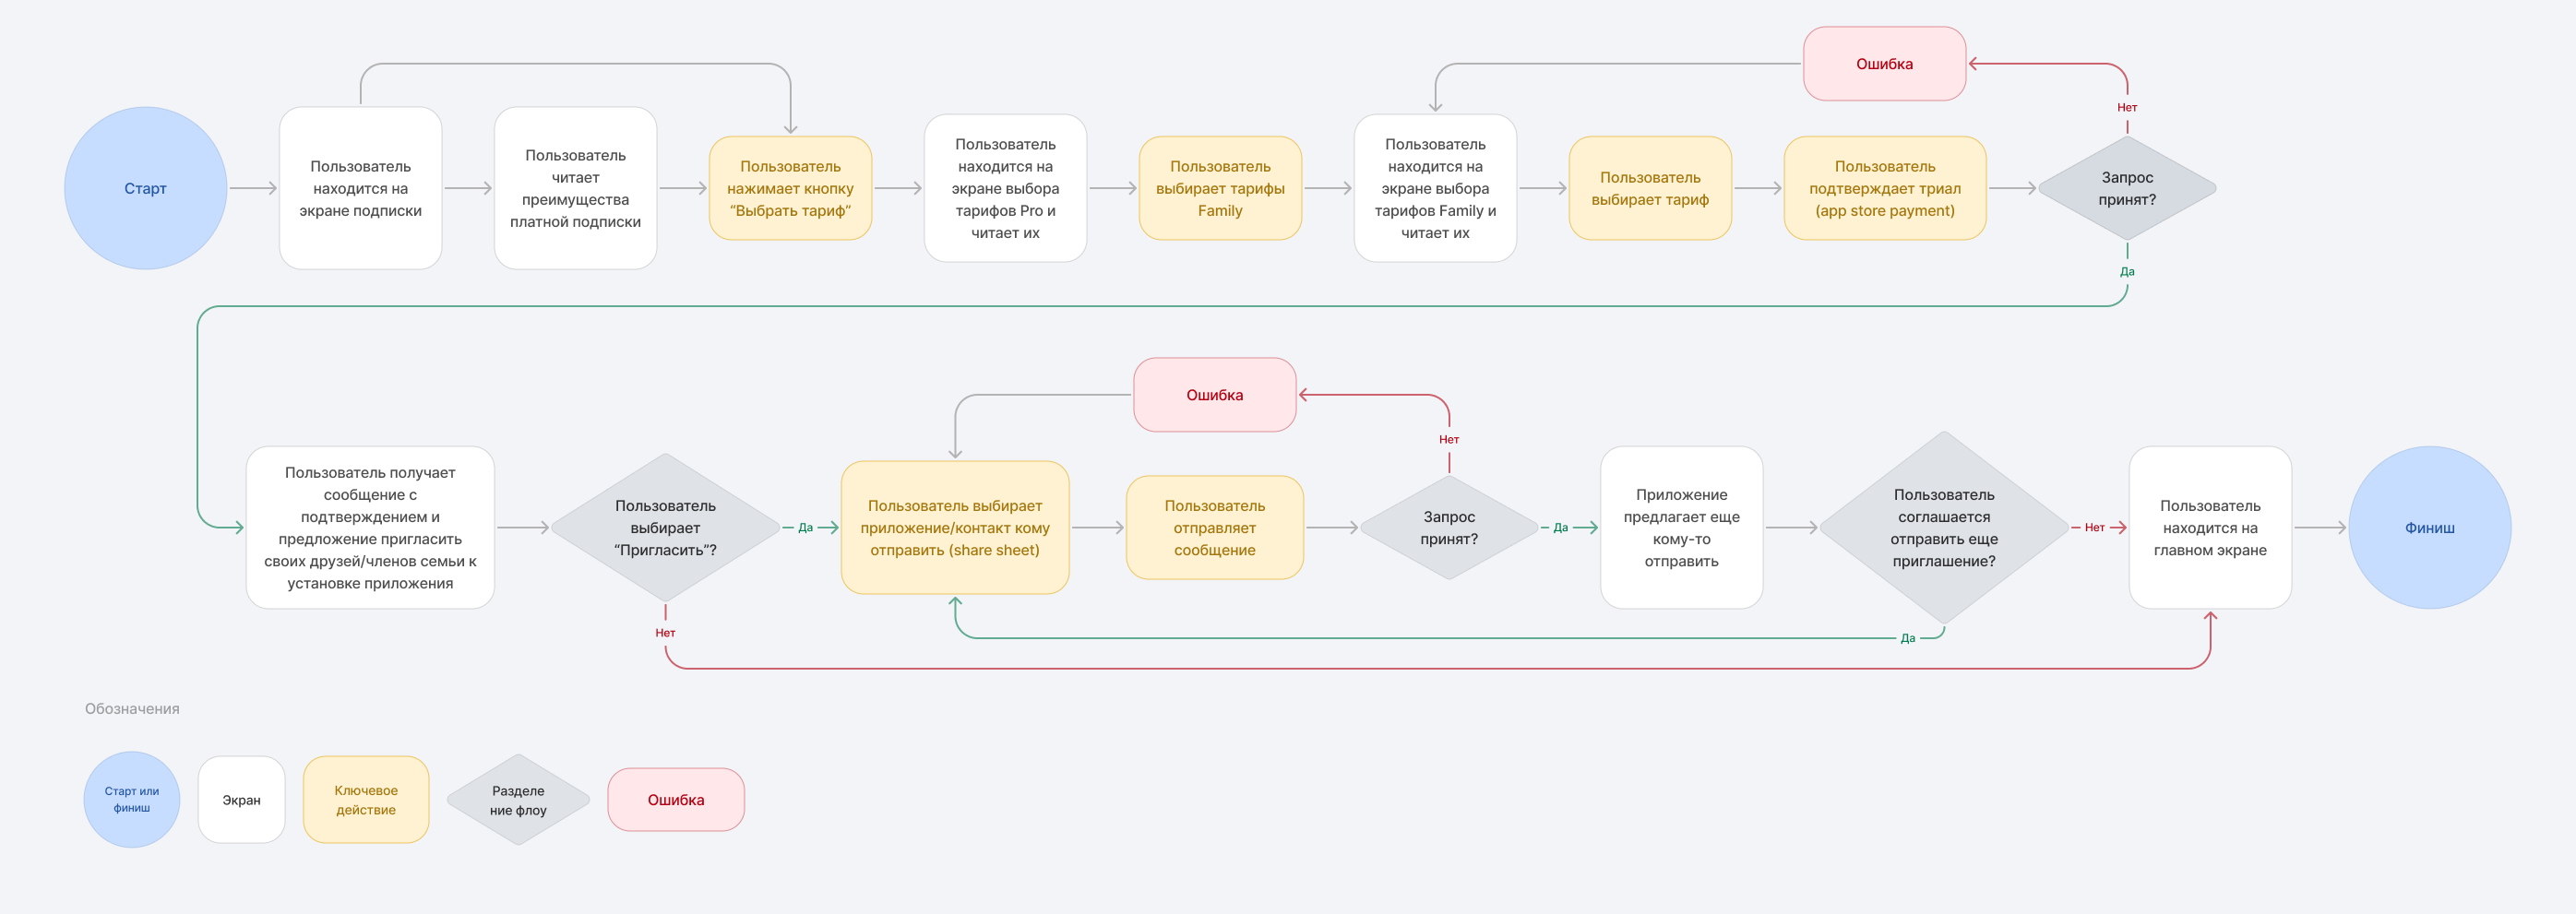 Ошибка
Нет
Старт
Пользователь
находится на
экране подписки
Пользователь
читает
преимущества
платной подписки
Пользователь
нажимает кнопку
“Выбрать тариф”
Пользователь
находится на
экране выбора
тарифов Pro и
читает их
Пользователь
выбирает тарифы
Family
Пользователь
находится на
экране выбора
тарифов Family и
читает их
Пользователь
выбирает тариф
Пользователь
подтверждает триал
(app store payment)
Запрос
принят?
Да
Ошибка
Нет
Пользователь получает
сообщение с
подтверждением и
предложение пригласить
своих друзей/членов семьи к
установке приложения
Пользователь
выбирает
“Пригласить”?
Да
Нет
Пользователь выбирает
приложение/контакт кому
отправить (share sheet)
Пользователь
отправляет
сообщение
Запрос
принят?
Да
Приложение
предлагает еще
кому-то
отправить
Пользователь
соглашается
отправить еще
приглашение?
Нет
Да
Пользователь
находится на
главном экране
Финиш
Обозначения
Старт или
финиш
Экран
Ключевое
действие
Разделе
ние флоу
Ошибка